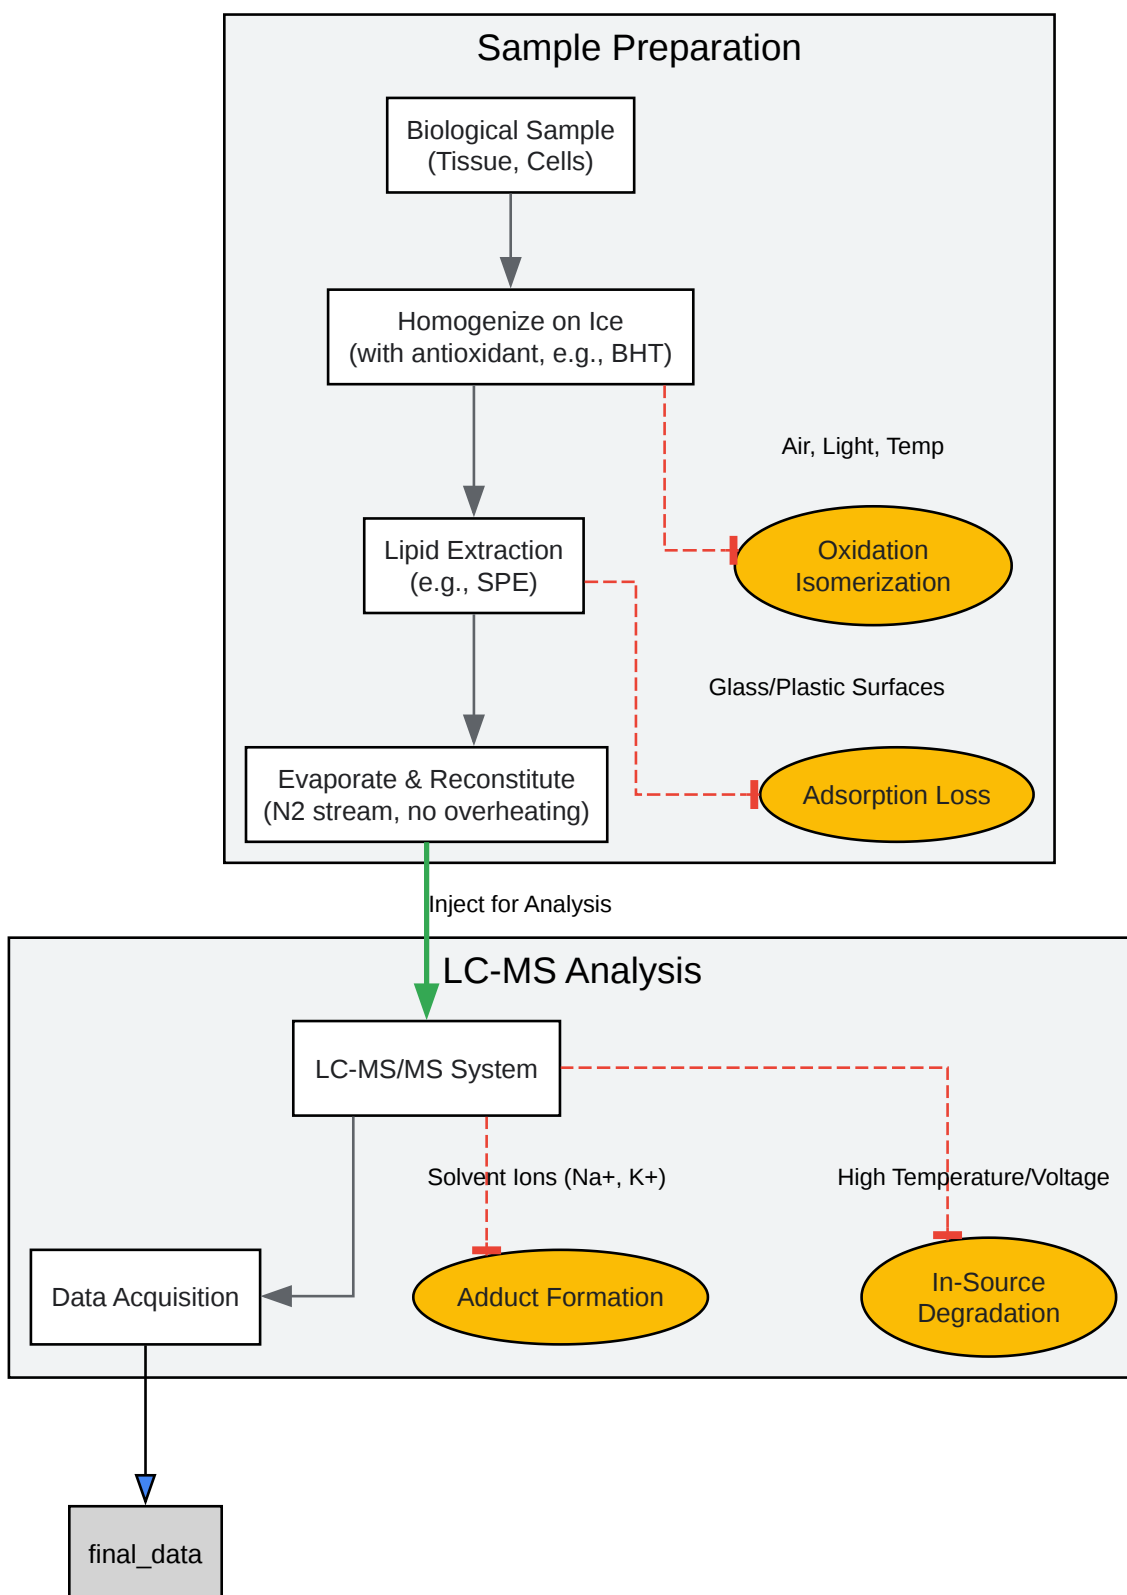 Sample Preparation
Biological Sample
(Tissue, Cells)
Homogenize on Ice
(with antioxidant, e.g., BHT)
Air, Light, Temp
Lipid Extraction
(e.g., SPE)
Oxidation
Isomerization
Glass/Plastic Surfaces
Evaporate & Reconstitute
(N2 stream, no overheating)
Adsorption Loss
Inject for Analysis
LC-MS Analysis
LC-MS/MS System
Solvent Ions (Na+, K+)
High Temperature/Voltage
Data Acquisition
Adduct Formation
In-Source
Degradation
final_data